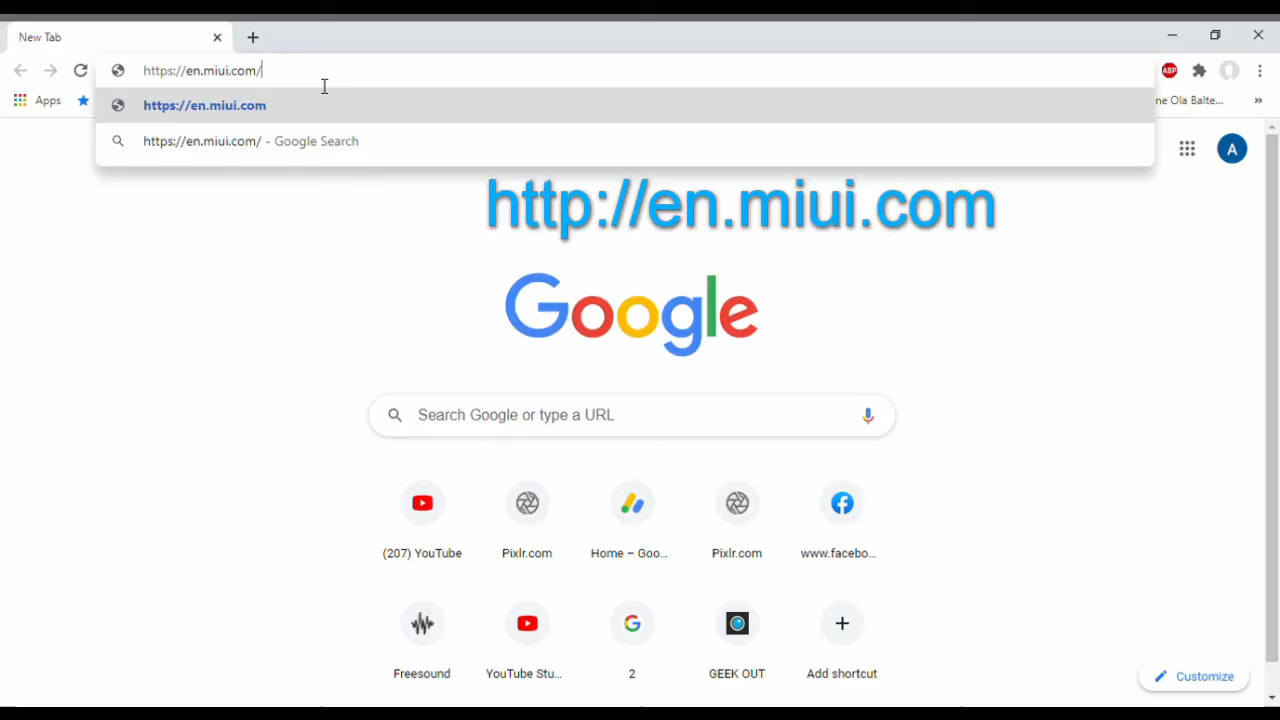 New Tab
https://en.miui.com/
Apps
ABP
ne Ola Balte...
https://en.miui.com
https://en.miui.com/ - Google Search
A
http://en.miui.com
Google
Search Google or type a URL
(207) YouTube
Pixlr.com
Home – Goo...
Pixlr.com
www.facebo...
Freesound
YouTube Stu...
2
GEEK OUT
Add shortcut
Customize